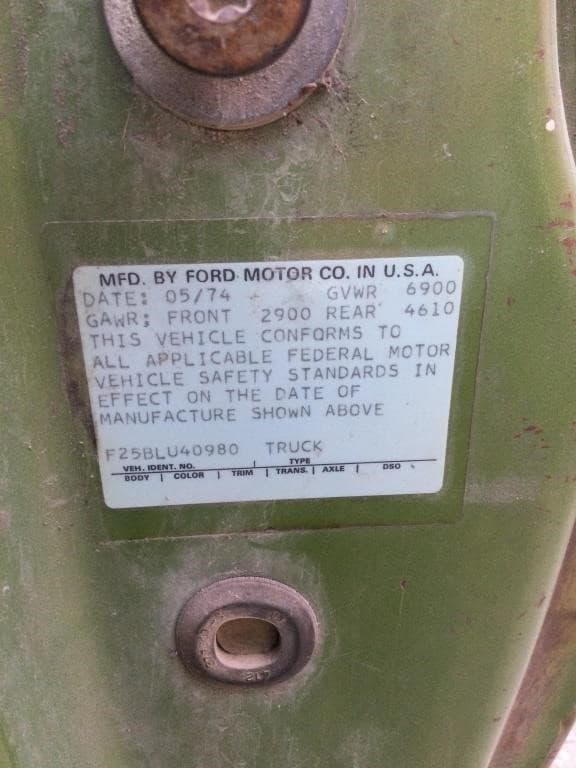 MFD. BY FORD MOTOR CO. IN U.S.A.
DATE: 05/74 GVWR 6900
GAWR: FRONT 2900 REAR 4610
THIS VEHICLE CONFORMS TO
ALL APPLICABLE FEDERAL MOTOR
VEHICLE SAFETY STANDARDS IN
EFFECT ON THE DATE OF
MANUFACTURE SHOWN ABOVE
F25BLU40980 TRUCK
VEH. IDENT. NO. TYPE
BODY COLOR TRIM TRANS. AXLE DSO